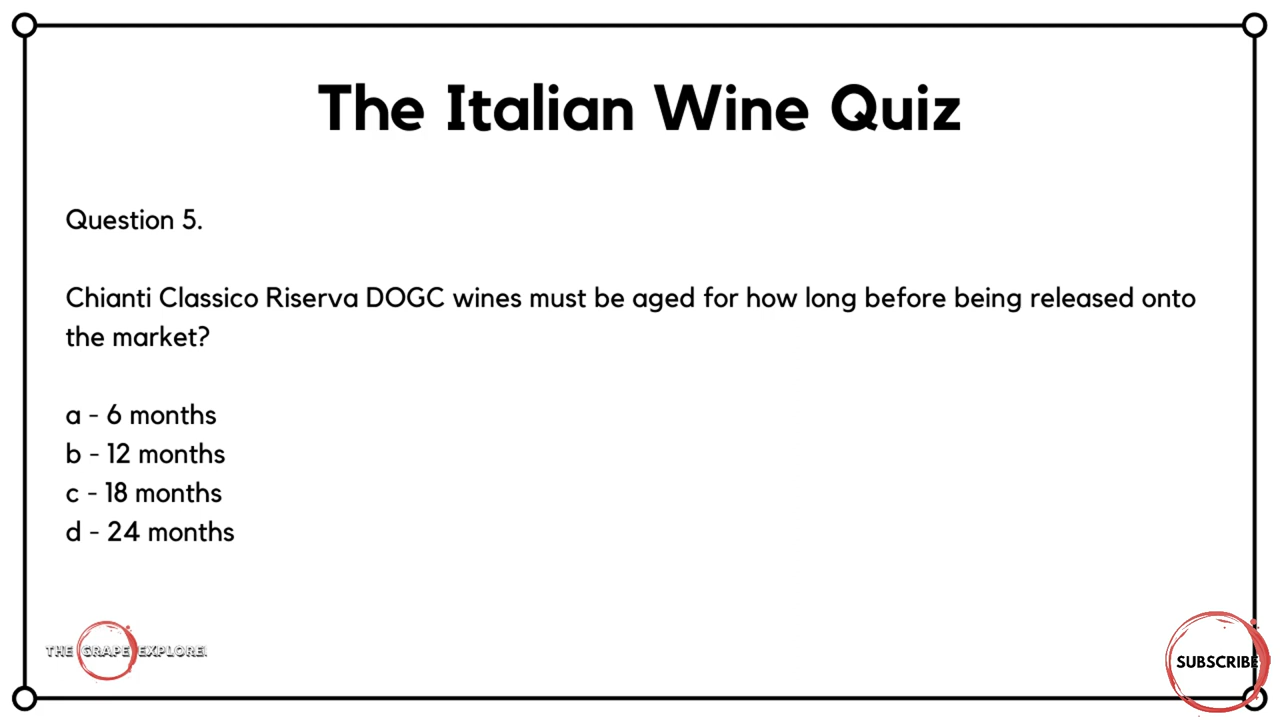 The Italian Wine Quiz
Question 5.
Chianti Classico Riserva DOGC wines must be aged for how long before being released onto
the market?
a - 6 months
b - 12 months
c - 18 months
d - 24 months
THE GRAPE EXPLORE
SUBSCRIBE